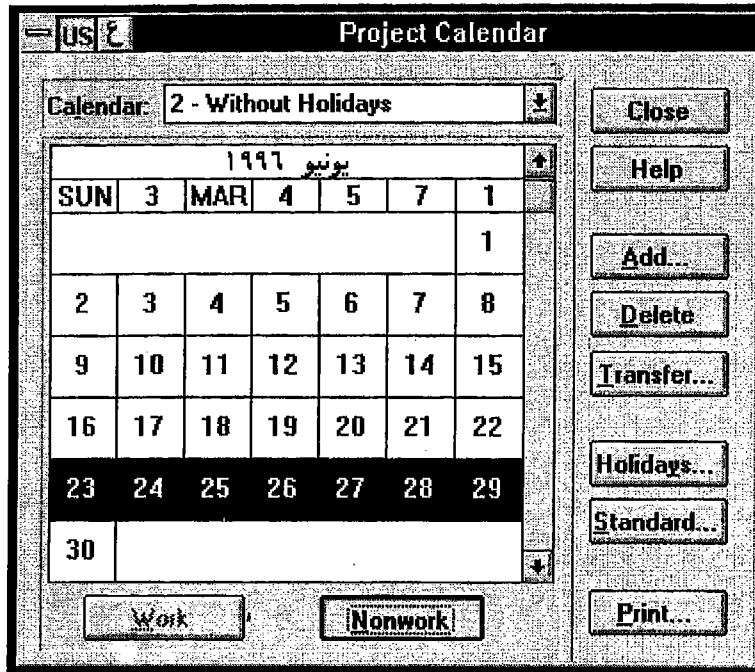 US ع Project Calendar
Calendar: 2 - Without Holidays
يونيو ١٩٩٦
SUN 3 MAR 4 5 7 1
1
2 3 4 5 6 7 8
9 10 11 12 13 14 15
16 17 18 19 20 21 22
23 24 25 26 27 28 29
30
Work Nonwork
Close
Help
Add...
Delete
Transfer...
Holidays...
Standard...
Print...